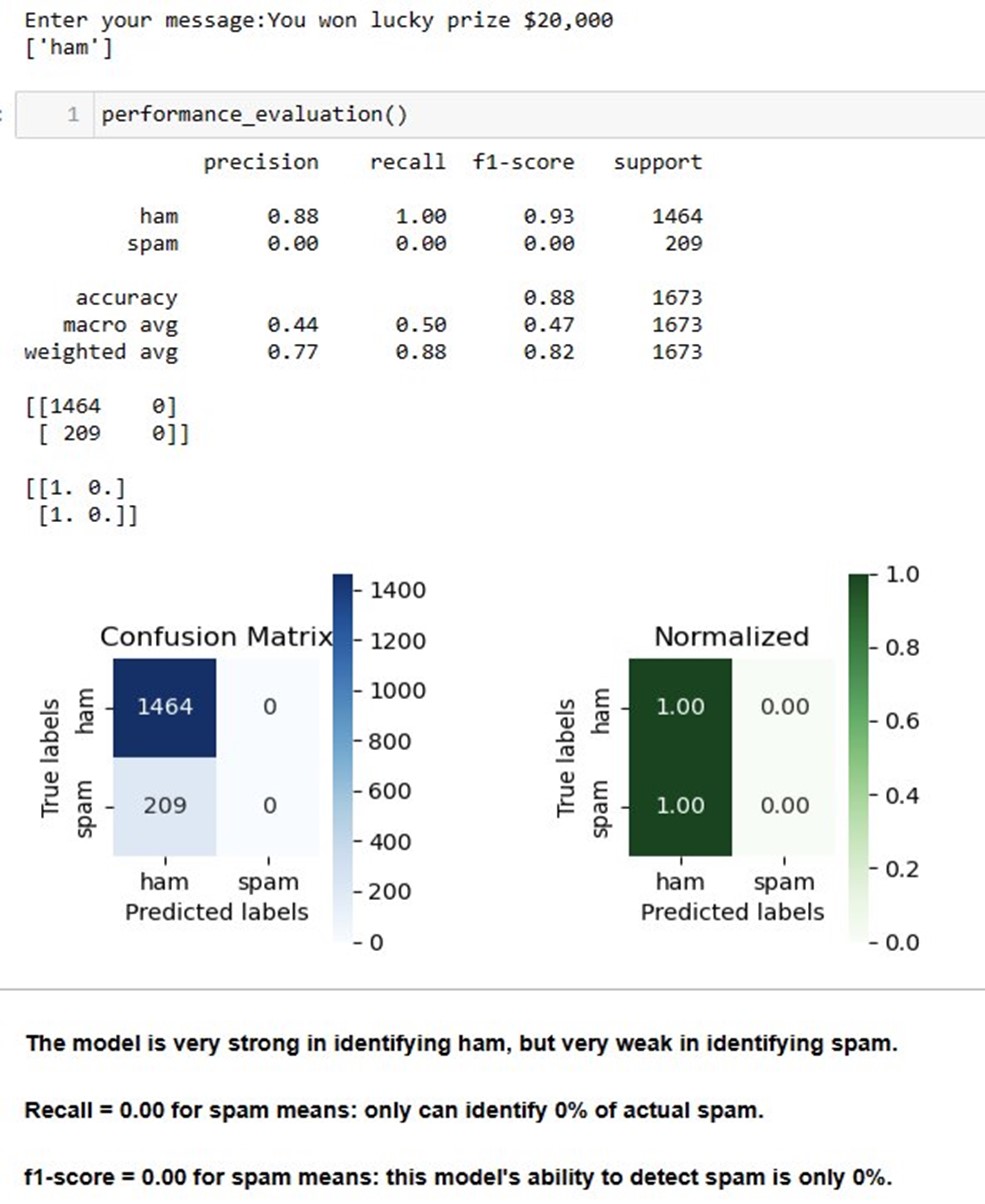 Enter your message:You won lucky prize $20,000
['ham']
1 performance_evaluation()
precision recall f1-score support
ham 0.88 1.00 0.93 1464
spam 0.00 0.00 0.00 209
accuracy 0.88 1673
macro avg 0.44 0.50 0.47 1673
weighted avg 0.77 0.88 0.82 1673
[[1464 0]
[ 209 0]]
[[1. 0.]
[1. 0.]]
Confusion Matrix
True labels
ham
spam
1464 0
209 0
ham spam
Predicted labels
1400
1200
1000
800
600
400
200
0
Normalized
True labels
ham
spam
1.00 0.00
1.00 0.00
ham spam
Predicted labels
1.0
0.8
0.6
0.4
0.2
0.0
The model is very strong in identifying ham, but very weak in identifying spam.
Recall = 0.00 for spam means: only can identify 0% of actual spam.
f1-score = 0.00 for spam means: this model's ability to detect spam is only 0%.